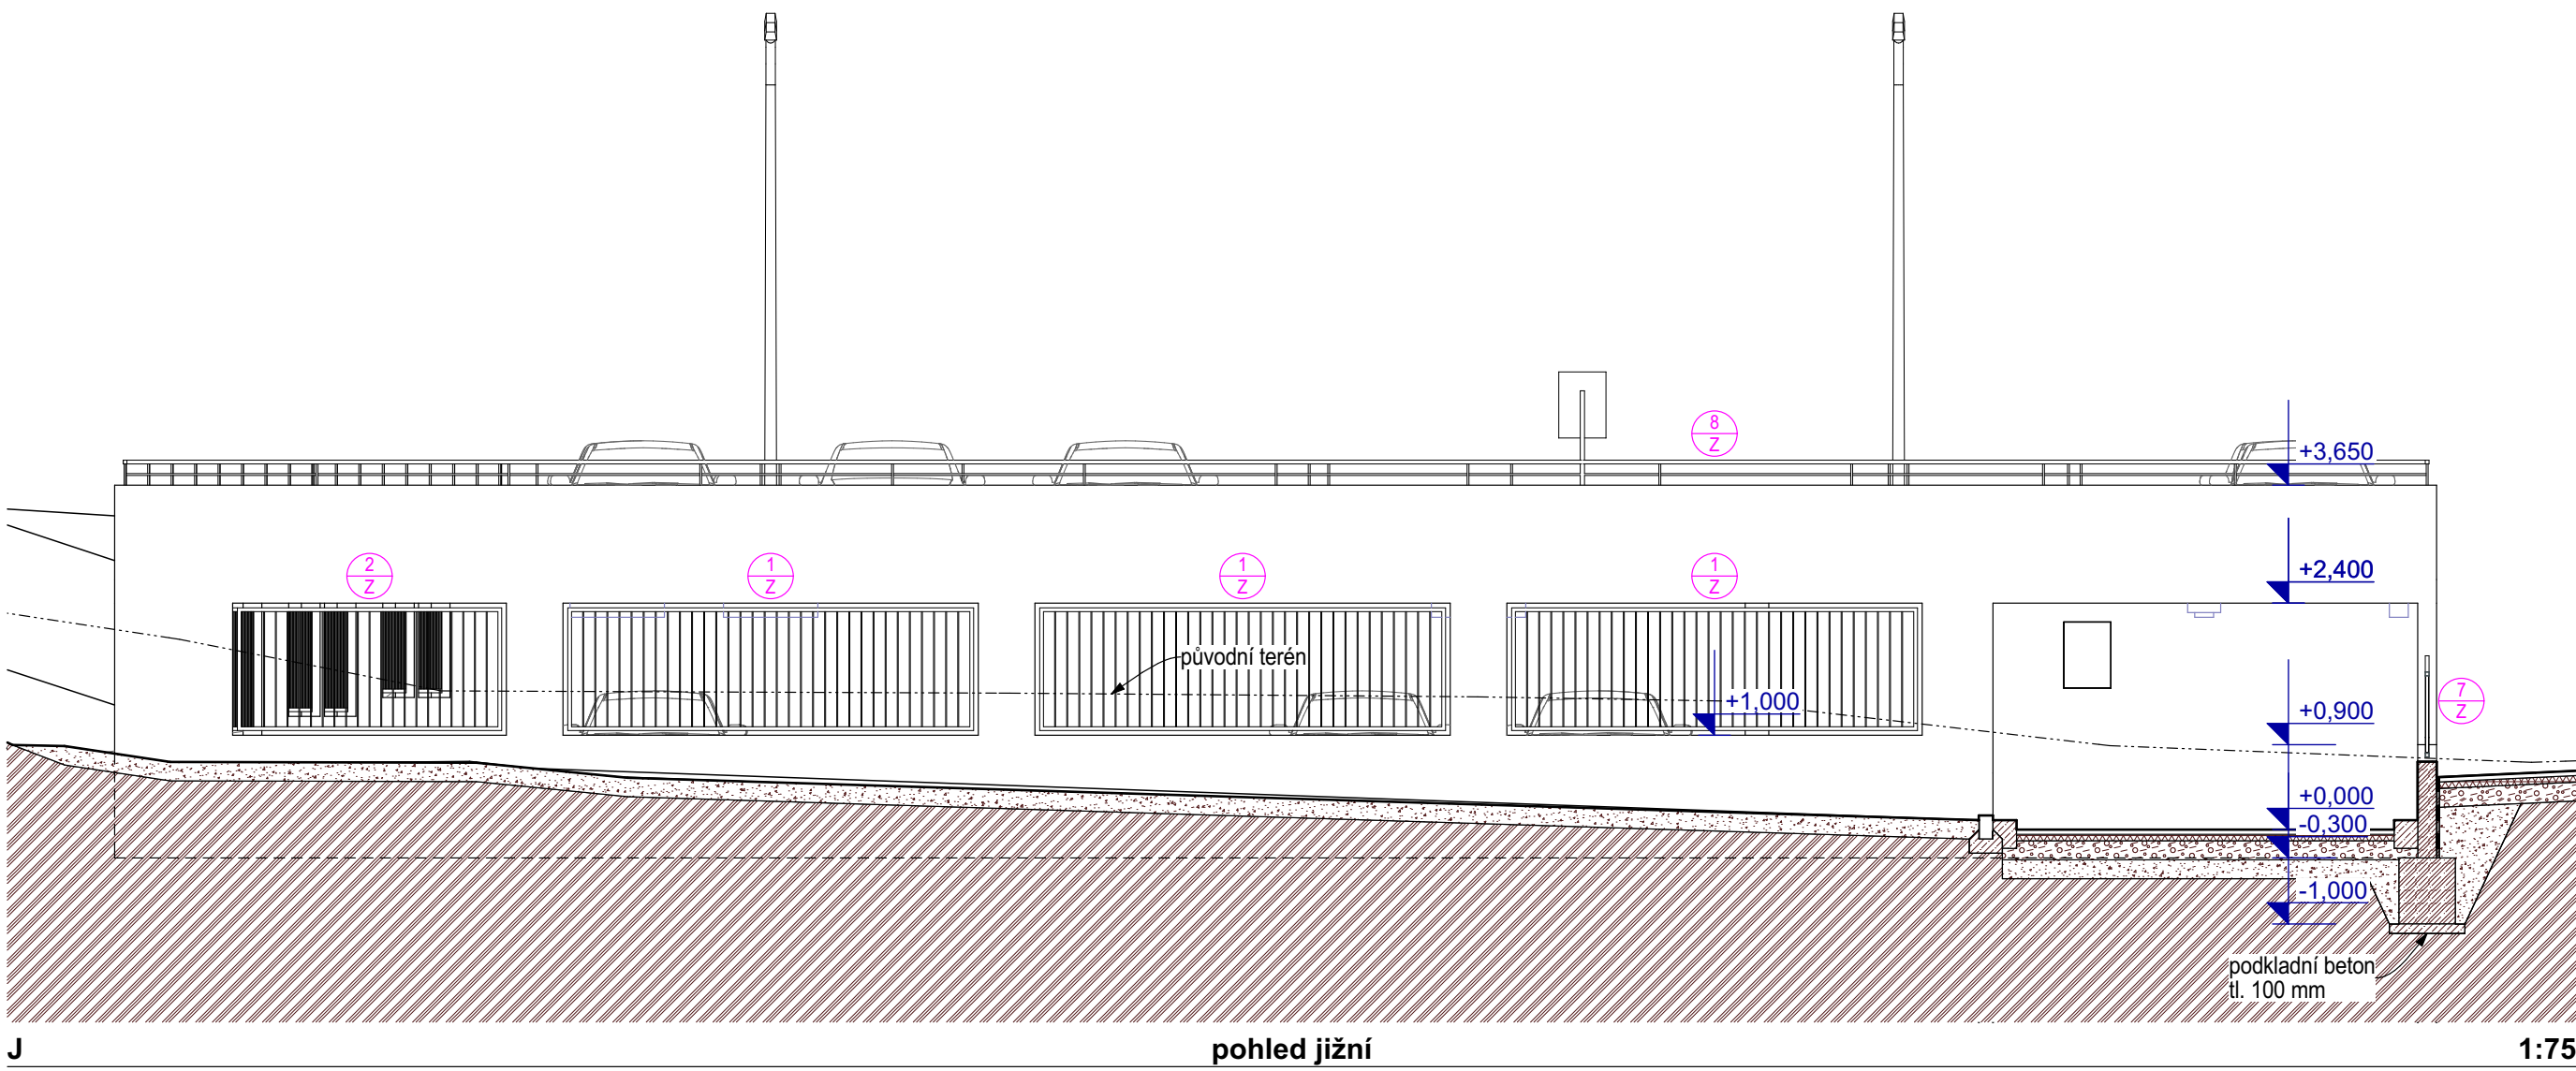 8
Z
+3,650
2
Z
1
Z
1
Z
1
Z
+2,400
původní terén
+1,000
+0,900
7
Z
+0,000
-0,300
-1,000
podkladní beton
tl. 100 mm
J pohled jižní 1:75